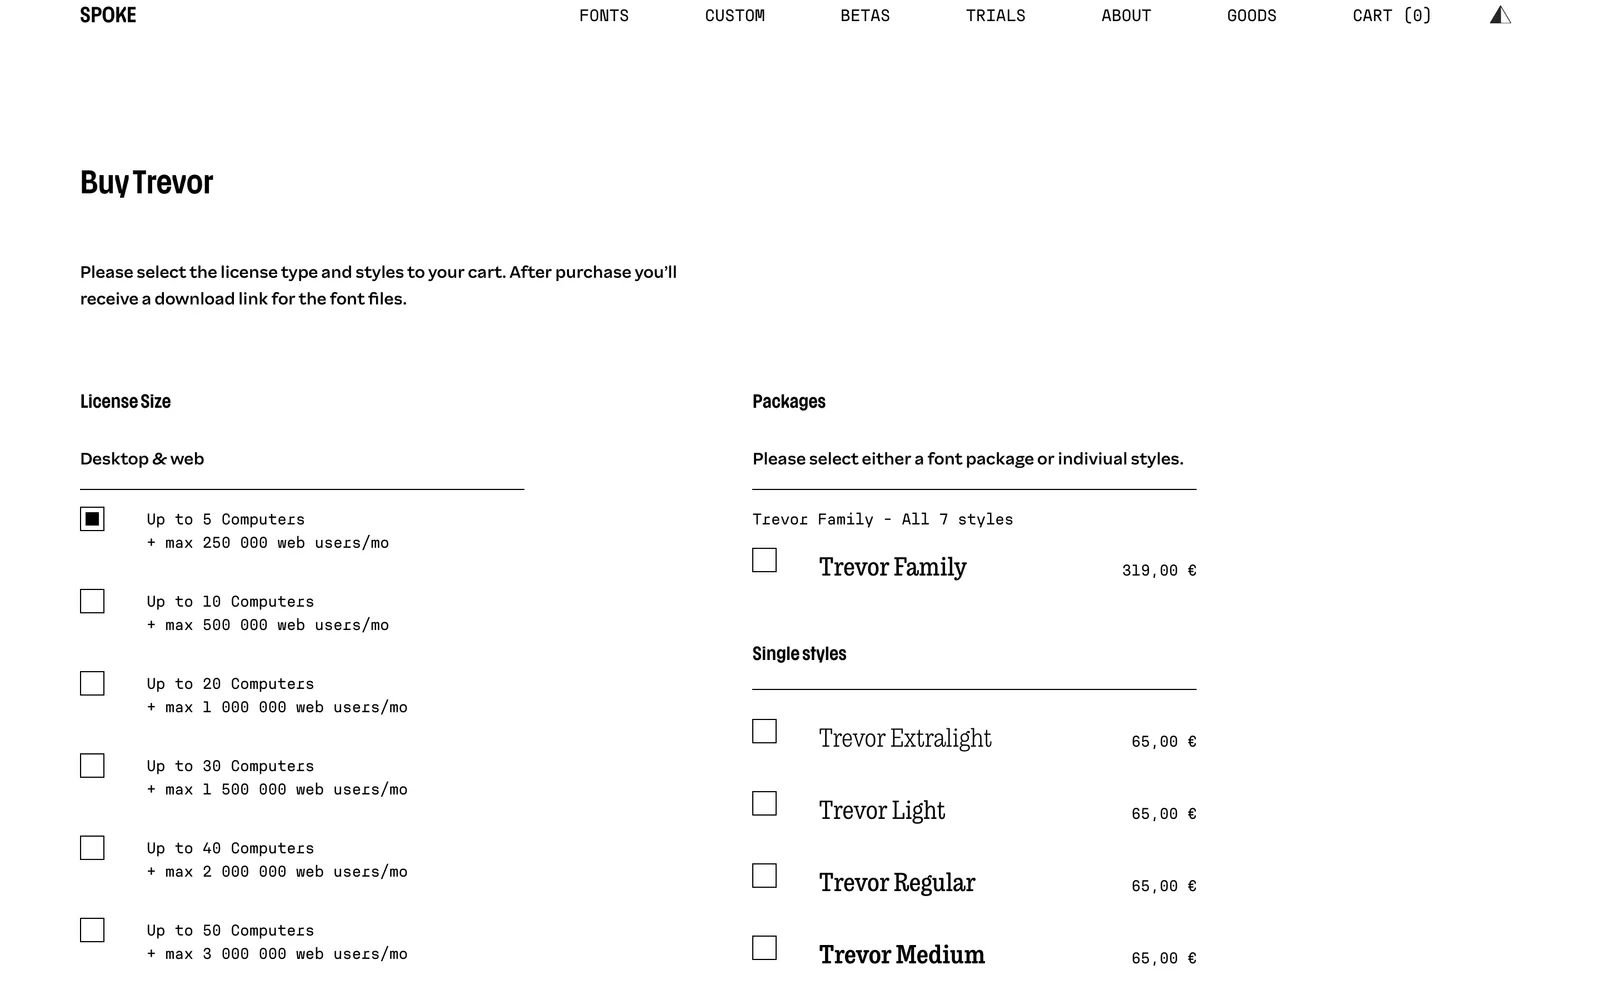 SPOKE
FONTS CUSTOM BETAS TRIALS ABOUT GOODS CART (0)
Buy Trevor
Please select the license type and styles to your cart. After purchase you’ll
receive a download link for the font files.
License Size
Desktop & web
Up to 5 Computers
+ max 250 000 web users/mo
Up to 10 Computers
+ max 500 000 web users/mo
Up to 20 Computers
+ max 1 000 000 web users/mo
Up to 30 Computers
+ max 1 500 000 web users/mo
Up to 40 Computers
+ max 2 000 000 web users/mo
Up to 50 Computers
+ max 3 000 000 web users/mo
Packages
Please select either a font package or indiviual styles.
Trevor Family - All 7 styles
Trevor Family 319,00 €
Single styles
Trevor Extralight 65,00 €
Trevor Light 65,00 €
Trevor Regular 65,00 €
Trevor Medium 65,00 €